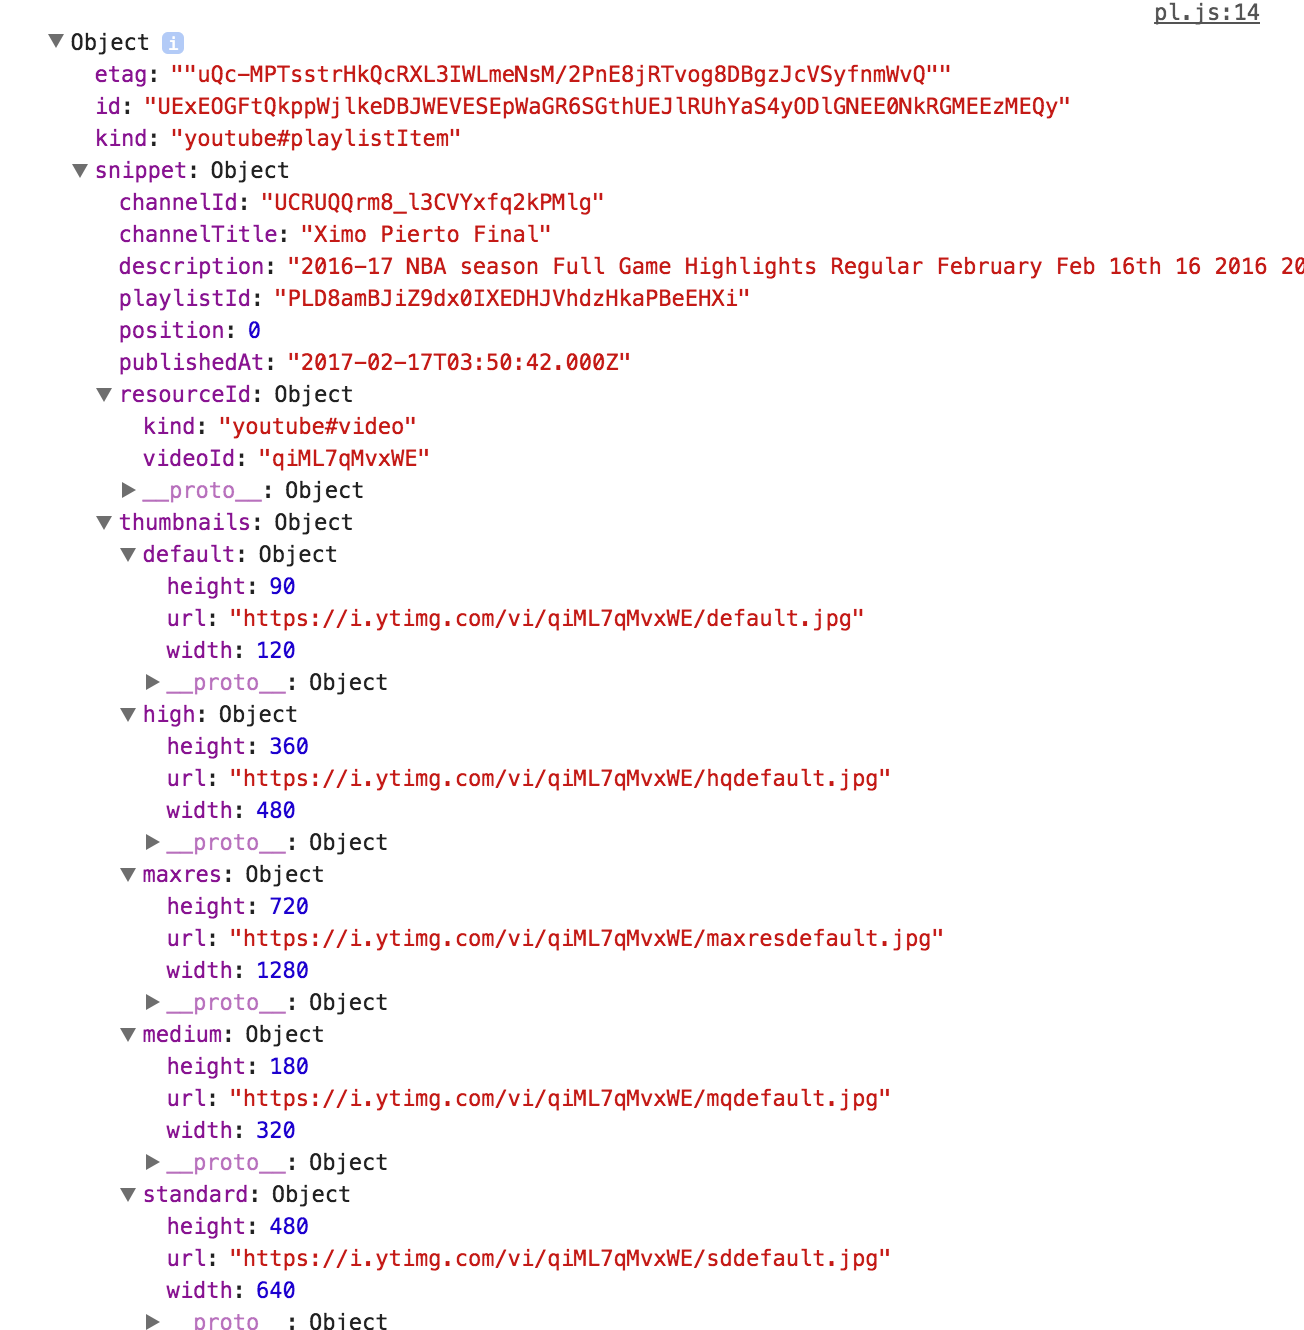 pl.js:14
Object i
etag: ""uQc-MPTsstrHkQcRXL3IWLmeNsM/2PnE8jRTvog8DBgzJcVSyfnmWvQ""
id: "UExEOGFtQkppWjlkeDBJWEVESEpWaGR6SGthUEJlRUhYaS4yODlGNEE0NkRGMEEzMEQy"
kind: "youtube#playlistItem"
snippet: Object
channelId: "UCRUQQrm8_l3CVYxfq2kPMlg"
channelTitle: "Ximo Pierto Final"
description: "2016-17 NBA season Full Game Highlights Regular February Feb 16th 16 2016 20
playlistId: "PLD8amBJiZ9dx0IXEDHJVhdzHkaPBeEHXi"
position: 0
publishedAt: "2017-02-17T03:50:42.000Z"
resourceId: Object
kind: "youtube#video"
videoId: "qiML7qMvxWE"
__proto__: Object
thumbnails: Object
default: Object
height: 90
url: "https://i.ytimg.com/vi/qiML7qMvxWE/default.jpg"
width: 120
__proto__: Object
high: Object
height: 360
url: "https://i.ytimg.com/vi/qiML7qMvxWE/hqdefault.jpg"
width: 480
__proto__: Object
maxres: Object
height: 720
url: "https://i.ytimg.com/vi/qiML7qMvxWE/maxresdefault.jpg"
width: 1280
__proto__: Object
medium: Object
height: 180
url: "https://i.ytimg.com/vi/qiML7qMvxWE/mqdefault.jpg"
width: 320
__proto__: Object
standard: Object
height: 480
url: "https://i.ytimg.com/vi/qiML7qMvxWE/sddefault.jpg"
width: 640
__proto__: Object